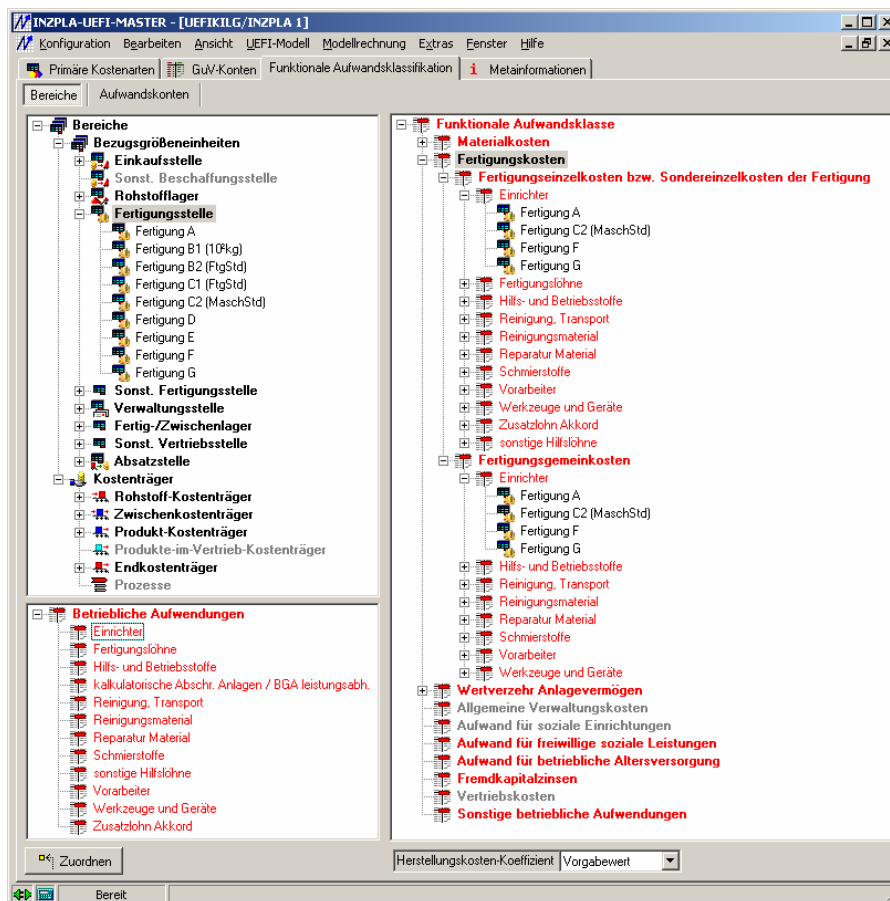 INZPLA-UEFI-MASTER - [UEFIKILG/INZPLA 1]
Konfiguration Bearbeiten Ansicht UEFI-Modell Modellrechnung Extras Fenster Hilfe
Primäre Kostenarten GuV-Konten Funktionale Aufwandsklassifikation Metainformationen
Bereiche Aufwandskonten
Bereiche
Bezugsgrößeneinheiten
Einkaufsstelle
Sonst. Beschaffungsstelle
Rohstofflager
Fertigungsstelle
Fertigung A
Fertigung B1 (10³kg)
Fertigung B2 (FtgStd)
Fertigung C1 (FtgStd)
Fertigung C2 (MaschStd)
Fertigung D
Fertigung E
Fertigung F
Fertigung G
Sonst. Fertigungsstelle
Verwaltungsstelle
Fertig-/Zwischenlager
Sonst. Vertriebsstelle
Absatzstelle
Kostenträger
Rohstoff-Kostenträger
Zwischenkostenträger
Produkt-Kostenträger
Produkte-im-Vertrieb-Kostenträger
Endkostenträger
Prozesse
Betriebliche Aufwendungen
Einrichter
Fertigungslöhne
Hilfs- und Betriebsstoffe
kalkulatorische Abschr. Anlagen / BGA leistungsabh.
Reinigung, Transport
Reinigungsmaterial
Reparatur Material
Schmierstoffe
sonstige Hilfslöhne
Vorarbeiter
Werkzeuge und Geräte
Zusatzlohn Akkord
Zuordnen
Funktionale Aufwandsklasse
Materialkosten
Fertigungskosten
Fertigungseinzelkosten bzw. Sondereinzelkosten der Fertigung
Einrichter
Fertigung A
Fertigung C2 (MaschStd)
Fertigung F
Fertigung G
Fertigungslöhne
Hilfs- und Betriebsstoffe
Reinigung, Transport
Reinigungsmaterial
Reparatur Material
Schmierstoffe
Vorarbeiter
Werkzeuge und Geräte
Zusatzlohn Akkord
sonstige Hilfslöhne
Fertigungsgemeinkosten
Einrichter
Fertigung A
Fertigung C2 (MaschStd)
Fertigung F
Fertigung G
Hilfs- und Betriebsstoffe
Reinigung, Transport
Reinigungsmaterial
Reparatur Material
Schmierstoffe
Vorarbeiter
Werkzeuge und Geräte
Wertverzehr Anlagevermögen
Allgemeine Verwaltungskosten
Aufwand für soziale Einrichtungen
Aufwand für freiwillige soziale Leistungen
Aufwand für betriebliche Altersversorgung
Fremdkapitalzinsen
Vertriebskosten
Sonstige betriebliche Aufwendungen
Herstellungskosten-Koeffizient Vorgabewert
Bereit